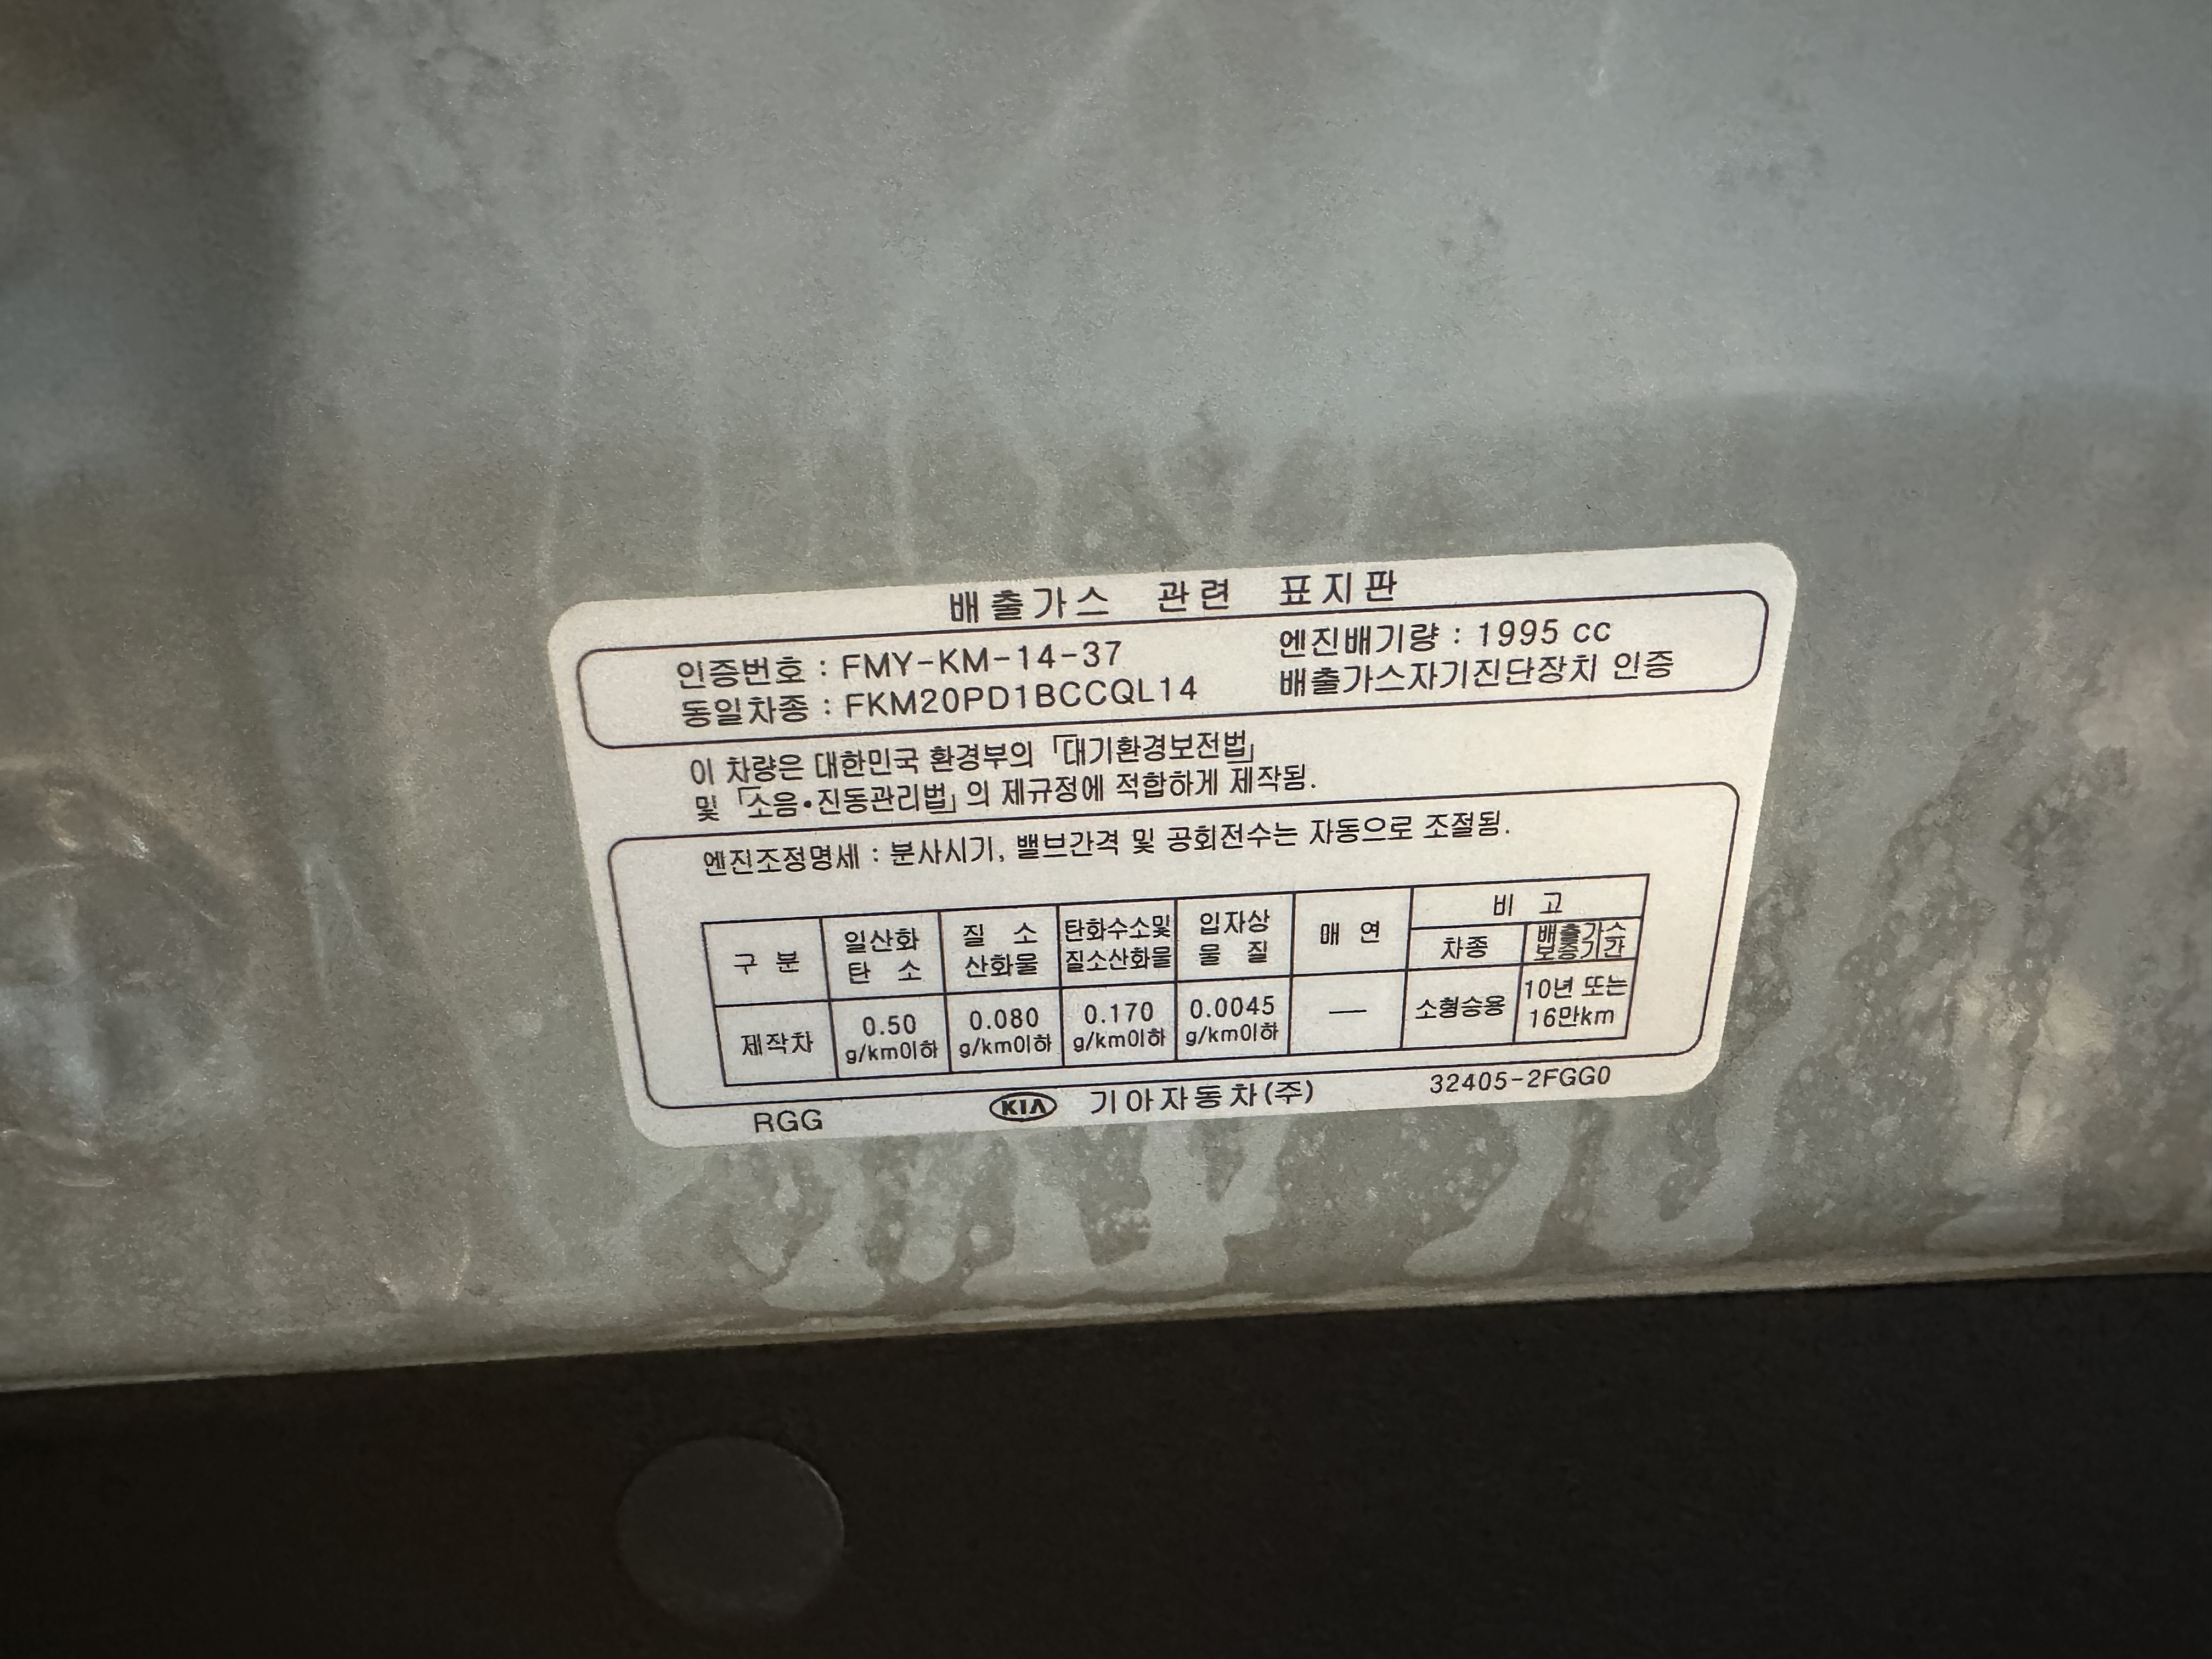 배출가스 관련 표지판
인증번호 : FMY-KM-14-37 엔진배기량 : 1995 cc
동일차종 : FKM20PD1BCCQL14 배출가스자기진단장치 인증
이 차량은 대한민국 환경부의 「대기환경보전법」
및 「소음•진동관리법」의 제규정에 적합하게 제작됨.
엔진조정명세 : 분사시기, 밸브간격 및 공회전수는 자동으로 조절됨.
구 분 일산화 탄 소 질 소 산화물 탄화수소및 질소산화물 입자상 물 질 매 연 비 고
차종 배출가스 보증기간
제작차 0.50 g/km이하 0.080 g/km이하 0.170 g/km이하 0.0045 g/km이하 — 소형승용 10년 또는 16만km
RGG KIA 기아자동차(주) 32405-2FGG0